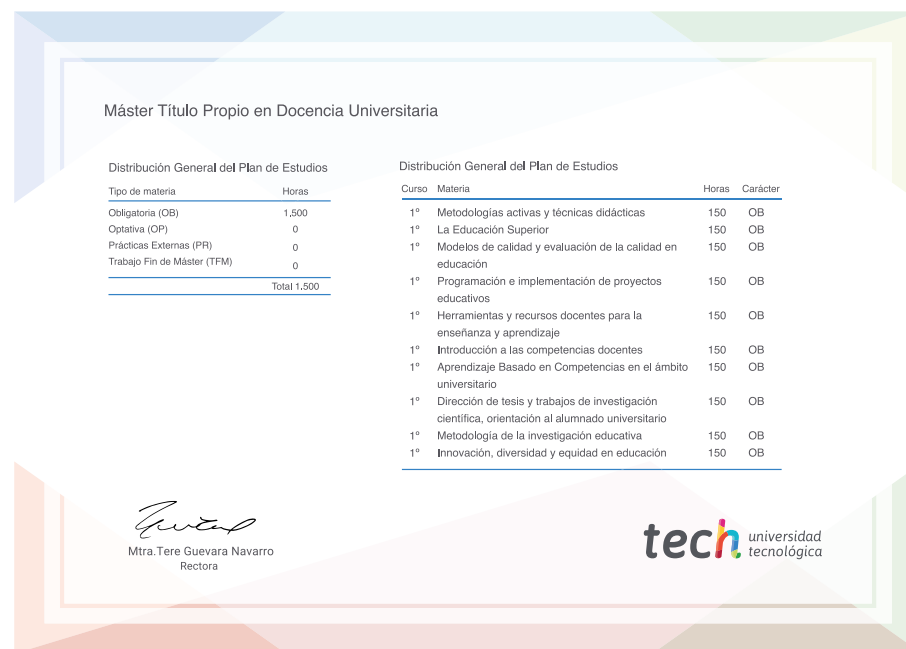 Máster Título Propio en Docencia Universitaria
Distribución General del Plan de Estudios
Tipo de materia Horas
Obligatoria (OB) 1,500
Optativa (OP) 0
Prácticas Externas (PR) 0
Trabajo Fin de Máster (TFM) 0
Total 1.500
Distribución General del Plan de Estudios
Curso Materia Horas Carácter
1º Metodologías activas y técnicas didácticas 150 OB
1º La Educación Superior 150 OB
1º Modelos de calidad y evaluación de la calidad en 150 OB
educación
1º Programación e implementación de proyectos 150 OB
educativos
1º Herramientas y recursos docentes para la 150 OB
enseñanza y aprendizaje
1º Introducción a las competencias docentes 150 OB
1º Aprendizaje Basado en Competencias en el ámbito 150 OB
universitario
1º Dirección de tesis y trabajos de investigación 150 OB
científica, orientación al alumnado universitario
1º Metodología de la investigación educativa 150 OB
1º Innovación, diversidad y equidad en educación 150 OB
Mtra.Tere Guevara Navarro
Rectora
tech universidad
tecnológica